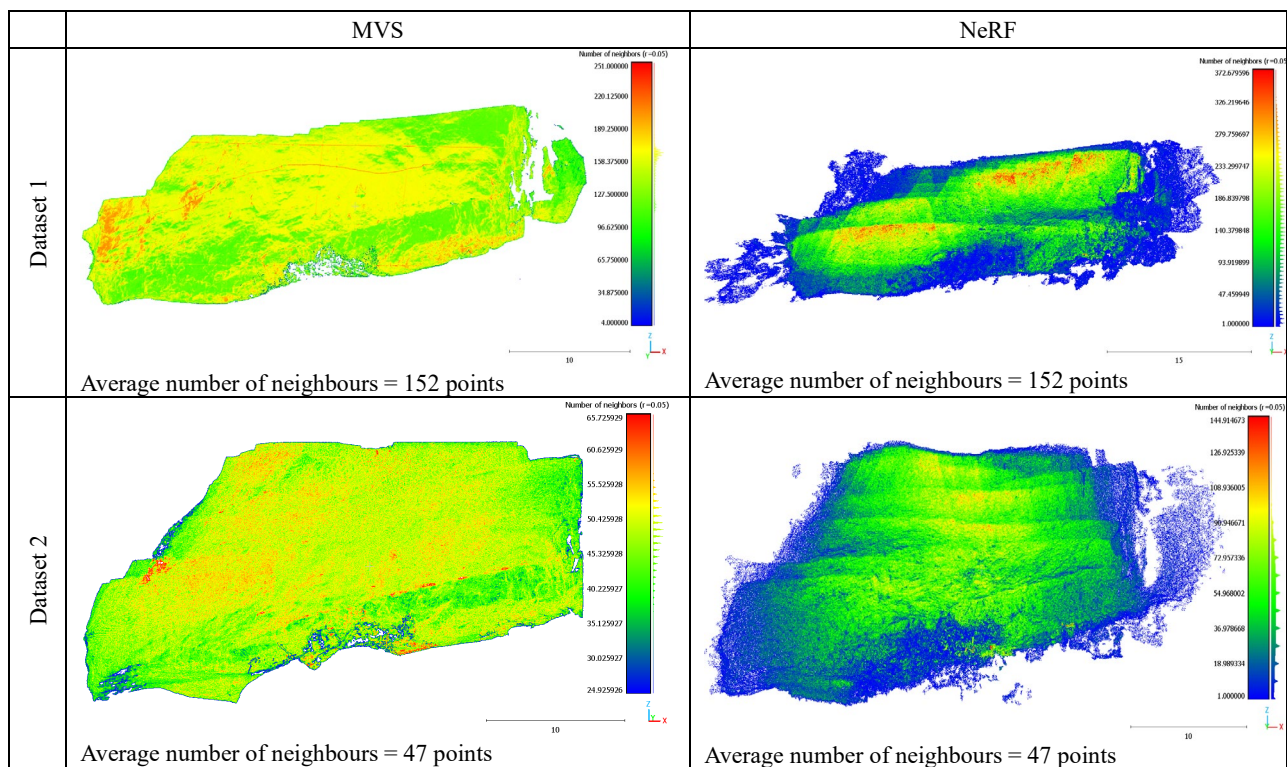 MVS
NeRF
Dataset 1
Number of neighbors (r=0.05)
251.000000
220.125000
189.250000
158.375000
127.500000
96.625000
65.750000
34.875000
4.000000
Z
Y
X
10
Average number of neighbours = 152 points
Number of neighbors (r=0.05
372.679596
326.219646
279.759697
233.299747
186.839798
140.379848
93.919899
47.459949
1.000000
Z
Y
X
15
Average number of neighbours = 152 points
Dataset 2
Number of neighbors (r=0.05)
65.725929
60.625929
55.525929
50.425928
45.325928
40.225927
35.125927
30.025927
24.925926
Z
Y
X
10
Average number of neighbours = 47 points
Number of neighbors (r=0.05)
144.914673
126.925339
108.936005
90.946671
72.957336
54.968002
36.978668
18.989334
1.000000
Z
Y
X
10
Average number of neighbours = 47 points